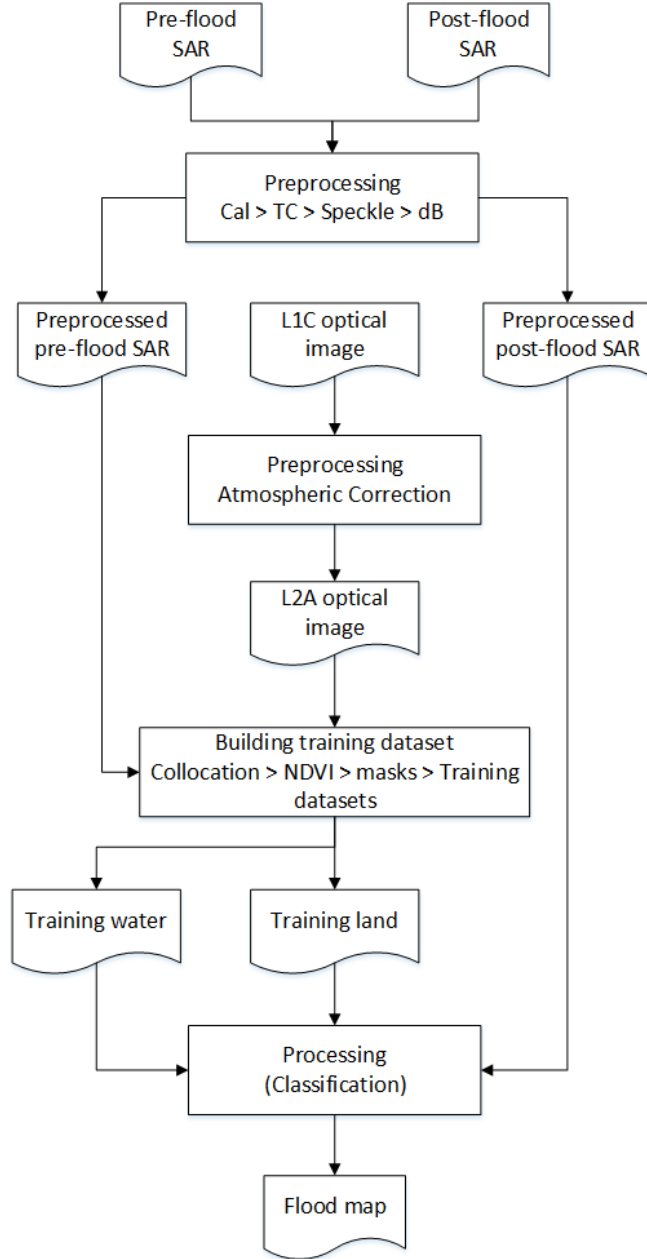 Pre-flood
SAR
Post-flood
SAR
Preprocessing
Cal > TC > Speckle > dB
Preprocessed
pre-flood SAR
L1C optical
image
Preprocessed
post-flood SAR
Preprocessing
Atmospheric Correction
L2A optical
image
Building training dataset
Collocation > NDVI > masks > Training
datasets
Training water
Training land
Processing
(Classification)
Flood map